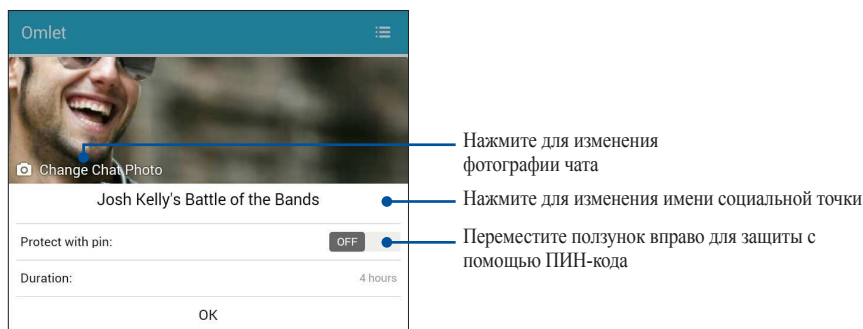 Omlet
Change Chat Photo
Josh Kelly's Battle of the Bands
Protect with pin:
OFF
Duration:
4 hours
OK
Нажмите для изменения
фотографии чата
Нажмите для изменения имени социальной точки
Переместите ползунок вправо для защиты с
помощью ПИН-кода